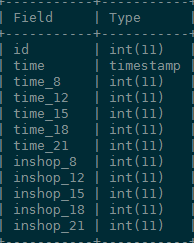 | Field | Type
| id | int(11)
| time | timestamp
| time_8 | int(11)
| time_12 | int(11)
| time_15 | int(11)
| time_18 | int(11)
| time_21 | int(11)
| inshop_8 | int(11)
| inshop_12 | int(11)
| inshop_15 | int(11)
| inshop_18 | int(11)
| inshop_21 | int(11)